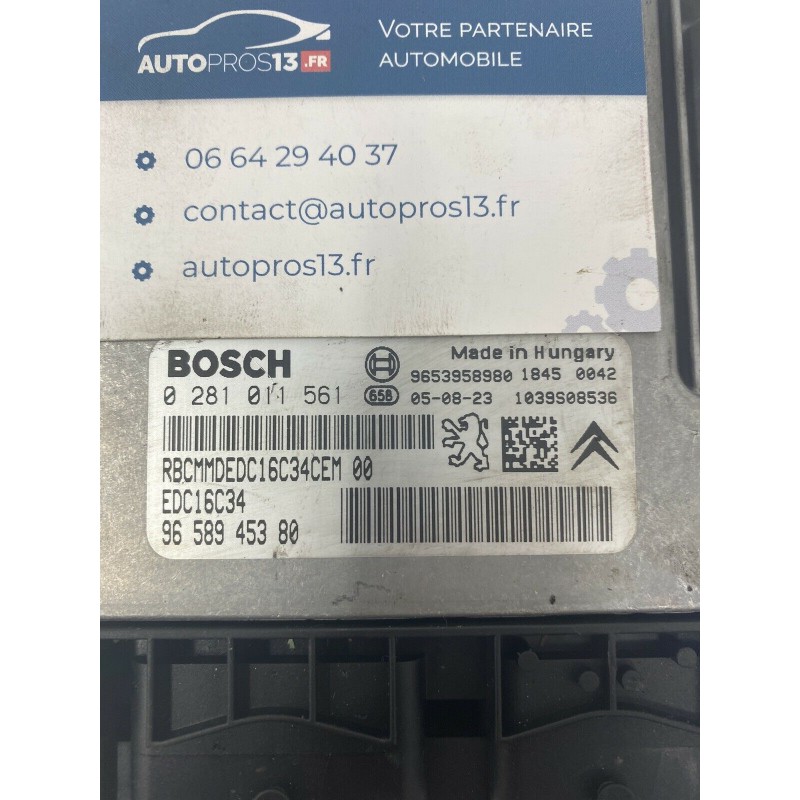 AUTOPROS13.FR
VOTRE PARTENAIRE
AUTOMOBILE
06 64 29 40 37
contact@autopros13.fr
autopros13.fr
BOSCH
Made in Hungary
9653958980 1845 0042
0 281 011 561
658
05-08-23 1039S08536
RBCMMDEDC16C34CEM 00
EDC16C34
96 589 453 80